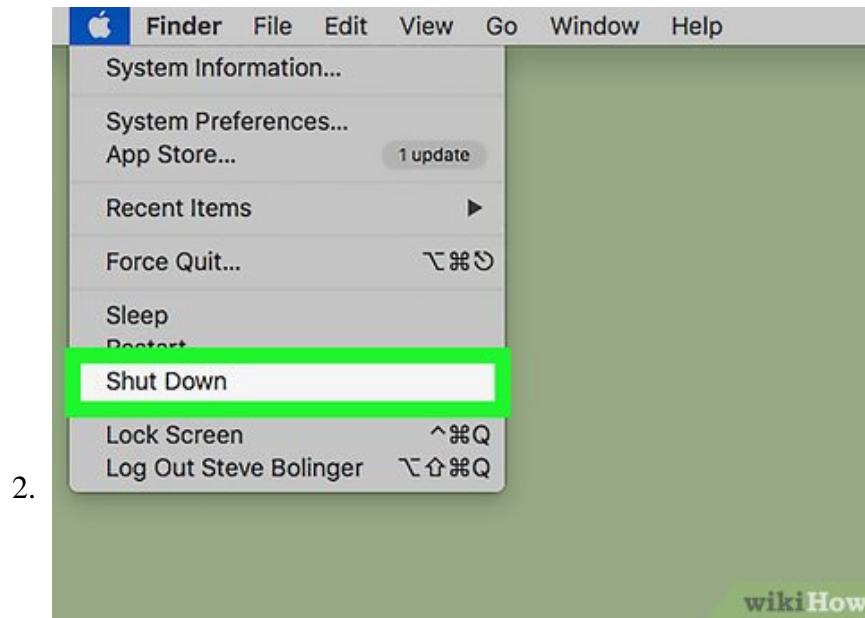 Finder File Edit View Go Window Help
System Information...
System Preferences...
App Store... 1 update
Recent Items ▶
Force Quit... ⌥⌘⎋
Sleep
Restart
Shut Down
Lock Screen ^⌘Q
Log Out Steve Bolinger ⌥⇧⌘Q
2.
wikiHow